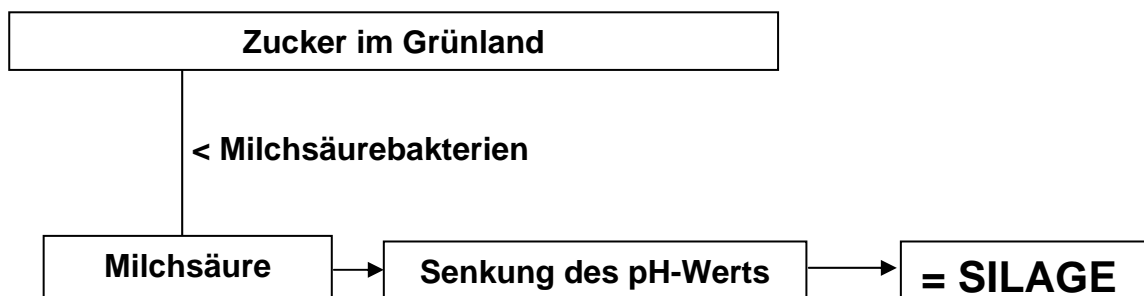 Zucker im Grünland
< Milchsäurebakterien
Milchsäure
Senkung des pH-Werts
= SILAGE